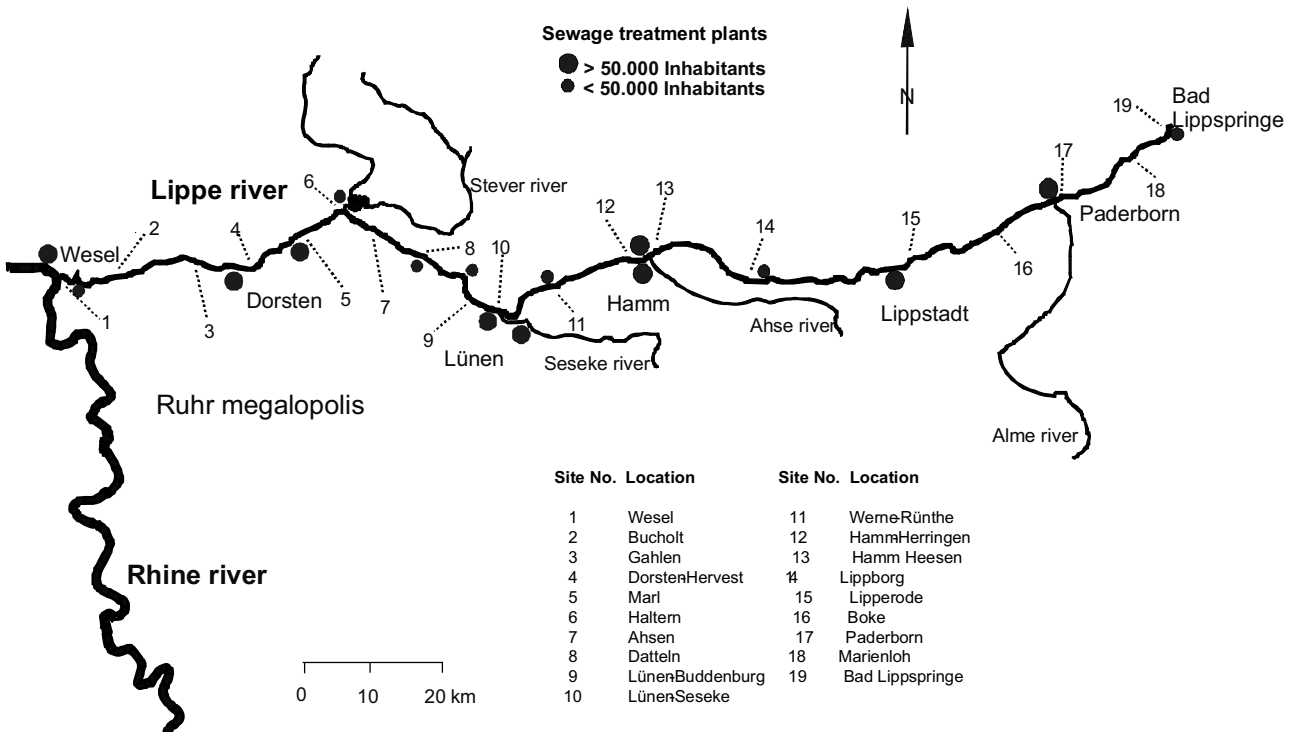 Sewage treatment plants
> 50.000 Inhabitants
< 50.000 Inhabitants
N
19
Bad
Lippspringe
17
18
Paderborn
Stever river
Lippe river
6
13
12
2
4
8
10
14
15
16
Wesel
1
3
Dorsten
5
7
9
11
Hamm
Lünen
Seseke river
Ahse river
Lippstadt
Alme river
Ruhr megalopolis
Rhine river
0 10 20 km
Site No. Location Site No. Location
1 Wesel 11 Werne-Rünthe
2 Bucholt 12 Hamm-Herringen
3 Gahlen 13 Hamm Heesen
4 Dorsten-Hervest 14 Lippborg
5 Marl 15 Lipperode
6 Haltern 16 Boke
7 Ahsen 17 Paderborn
8 Datteln 18 Marienloh
9 Lünen-Buddenburg 19 Bad Lippspringe
10 Lünen-Seseke